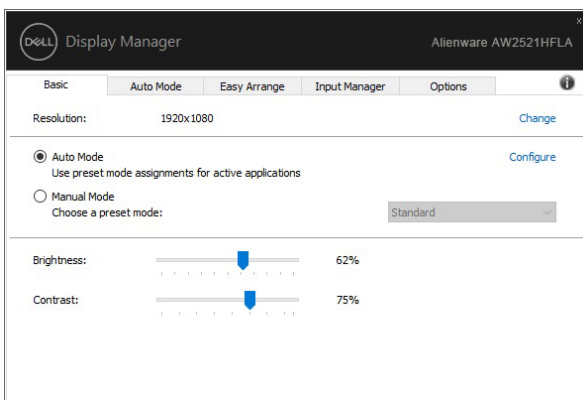 DELL Display Manager Alienware AW2521HFLA x
Basic Auto Mode Easy Arrange Input Manager Options i
Resolution: 1920x1080 Change
Auto Mode Configure
Use preset mode assignments for active applications
Manual Mode
Choose a preset mode: Standard
Brightness: 62%
Contrast: 75%